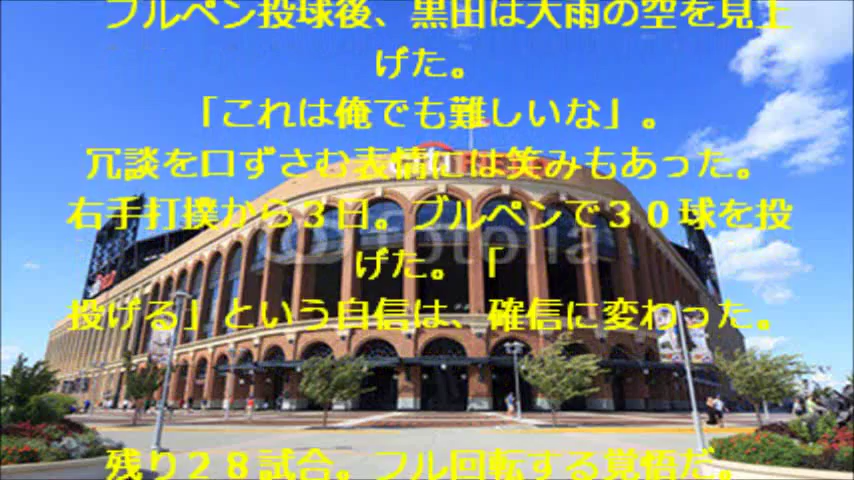 ブルペン投球後、黒田は大雨の空を見上
げた。
「これは俺でも難しいな」。
冗談を口ずさむ表情には笑みもあった。
右手打撲から３日。ブルペンで３０球を投
げた。「
投げる」という自信は、確信に変わった。
残り２８試合。フル回転する覚悟だ。
fotolia